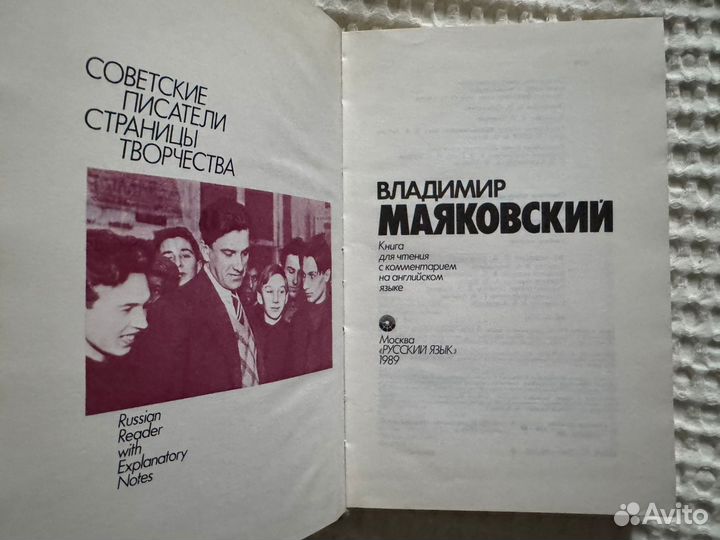 СОВЕТСКИЕ
ПИСАТЕЛИ
СТРАНИЦЫ
ТВОРЧЕСТВА
Russian
Reader
with
Explanatory
Notes
ВЛАДИМИР
МАЯКОВСКИЙ
Книга
для чтения
с комментарием
на английском
языке
Москва
«РУССКИЙ ЯЗЫК»
1989
Avito